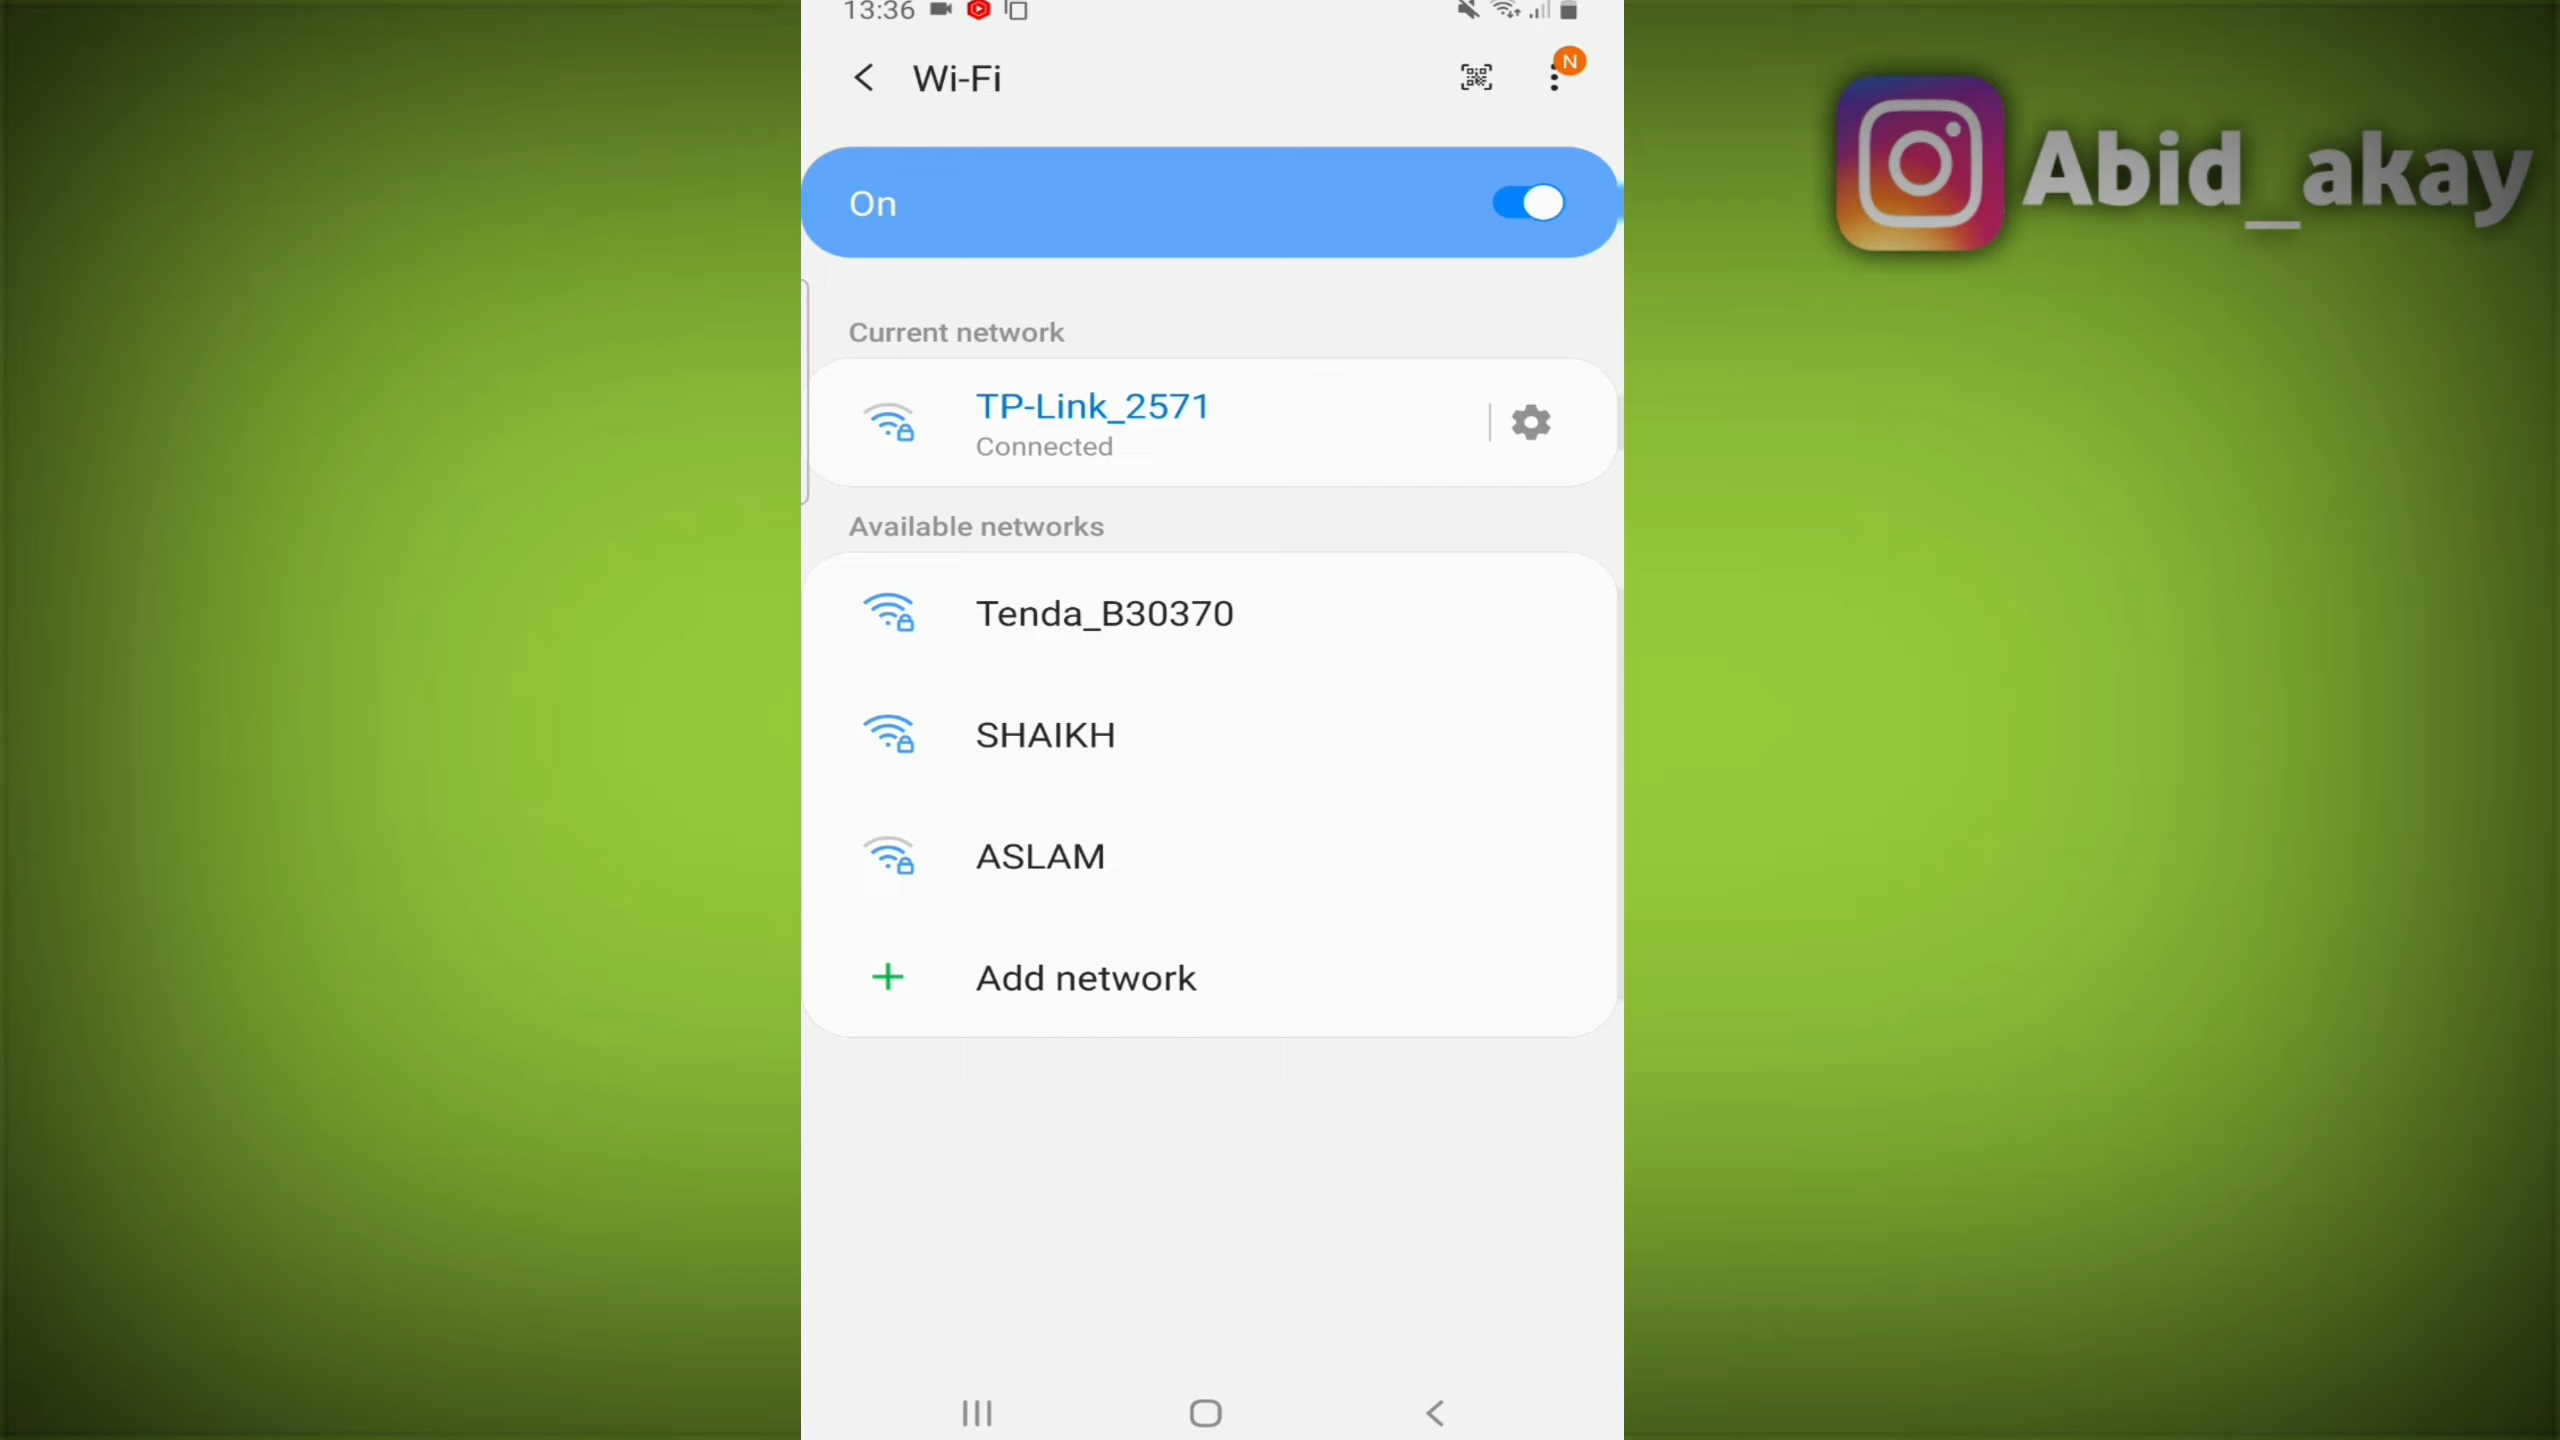 13:36
Wi-Fi
N
On
Current network
TP-Link_2571
Connected
Available networks
Tenda_B30370
SHAIKH
ASLAM
Add network
Abid_akay